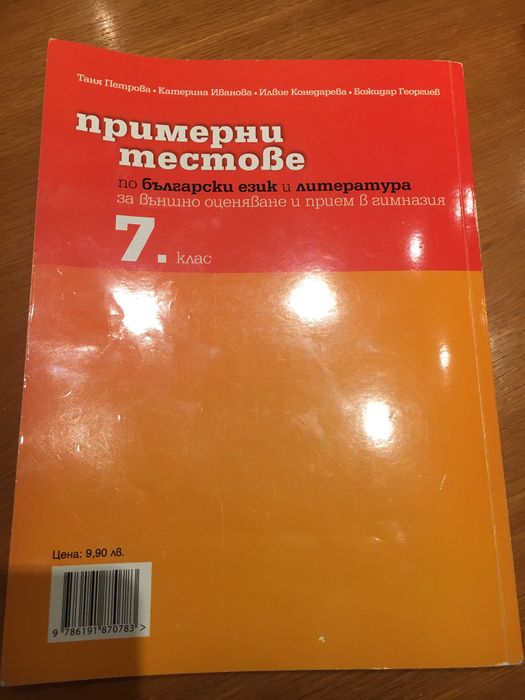 Таня Петрова • Катерина Иванова • Илвие Конедарева • Божидар Георгиев
примерни
тестове
по български език и литература
за външно оценяване и прием в гимназия
7. клас
Цена: 9,90 лв.
9 786191 870783 >